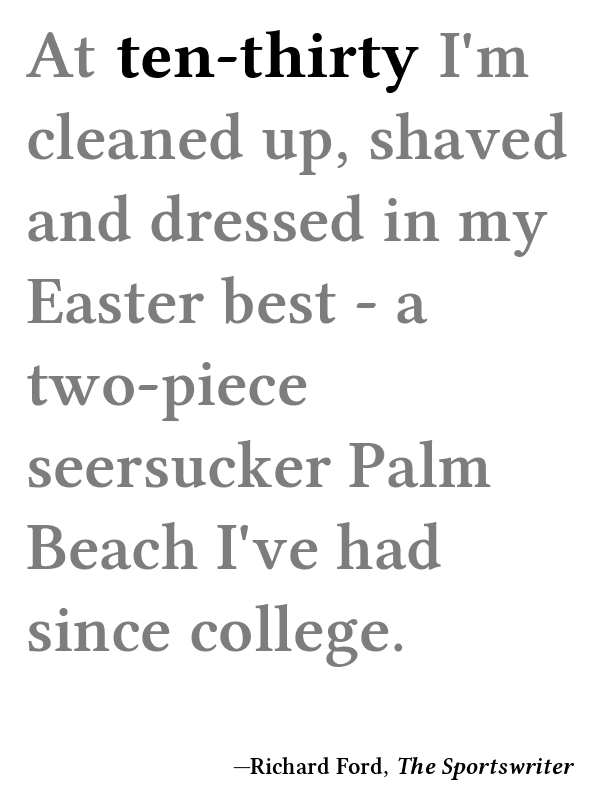 At ten-thirty I'm
cleaned up, shaved
and dressed in my
Easter best - a
two-piece
seersucker Palm
Beach I've had
since college.
—Richard Ford, The Sportswriter